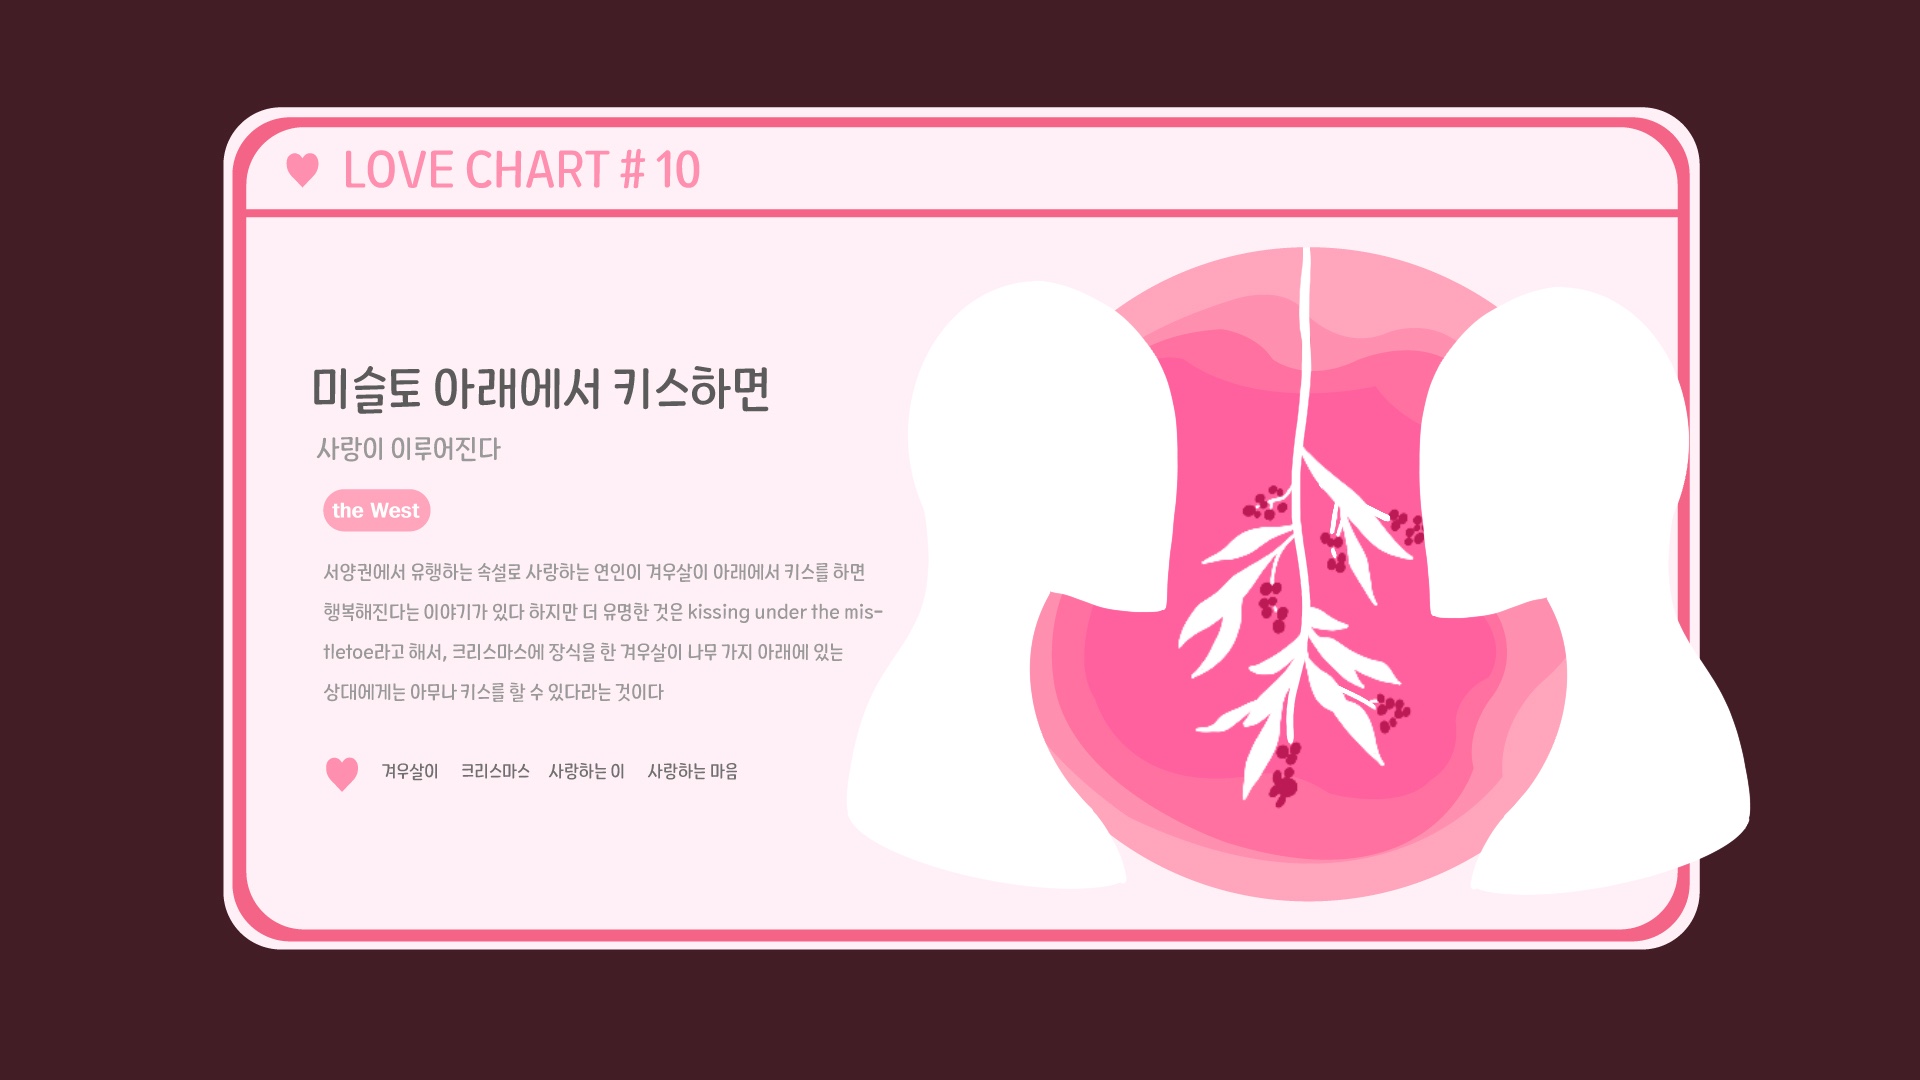 LOVE CHART # 10
미슬토 아래에서 키스하면
사랑이 이루어진다
the West
서양권에서 유행하는 속설로 사랑하는 연인이 겨우살이 아래에서 키스를 하면
행복해진다는 이야기가 있다 하지만 더 유명한 것은 kissing under the mis-
tletoe라고 해서, 크리스마스에 장식을 한 겨우살이 나무 가지 아래에 있는
상대에게는 아무나 키스를 할 수 있다라는 것이다
겨우살이 크리스마스 사랑하는 이 사랑하는 마음